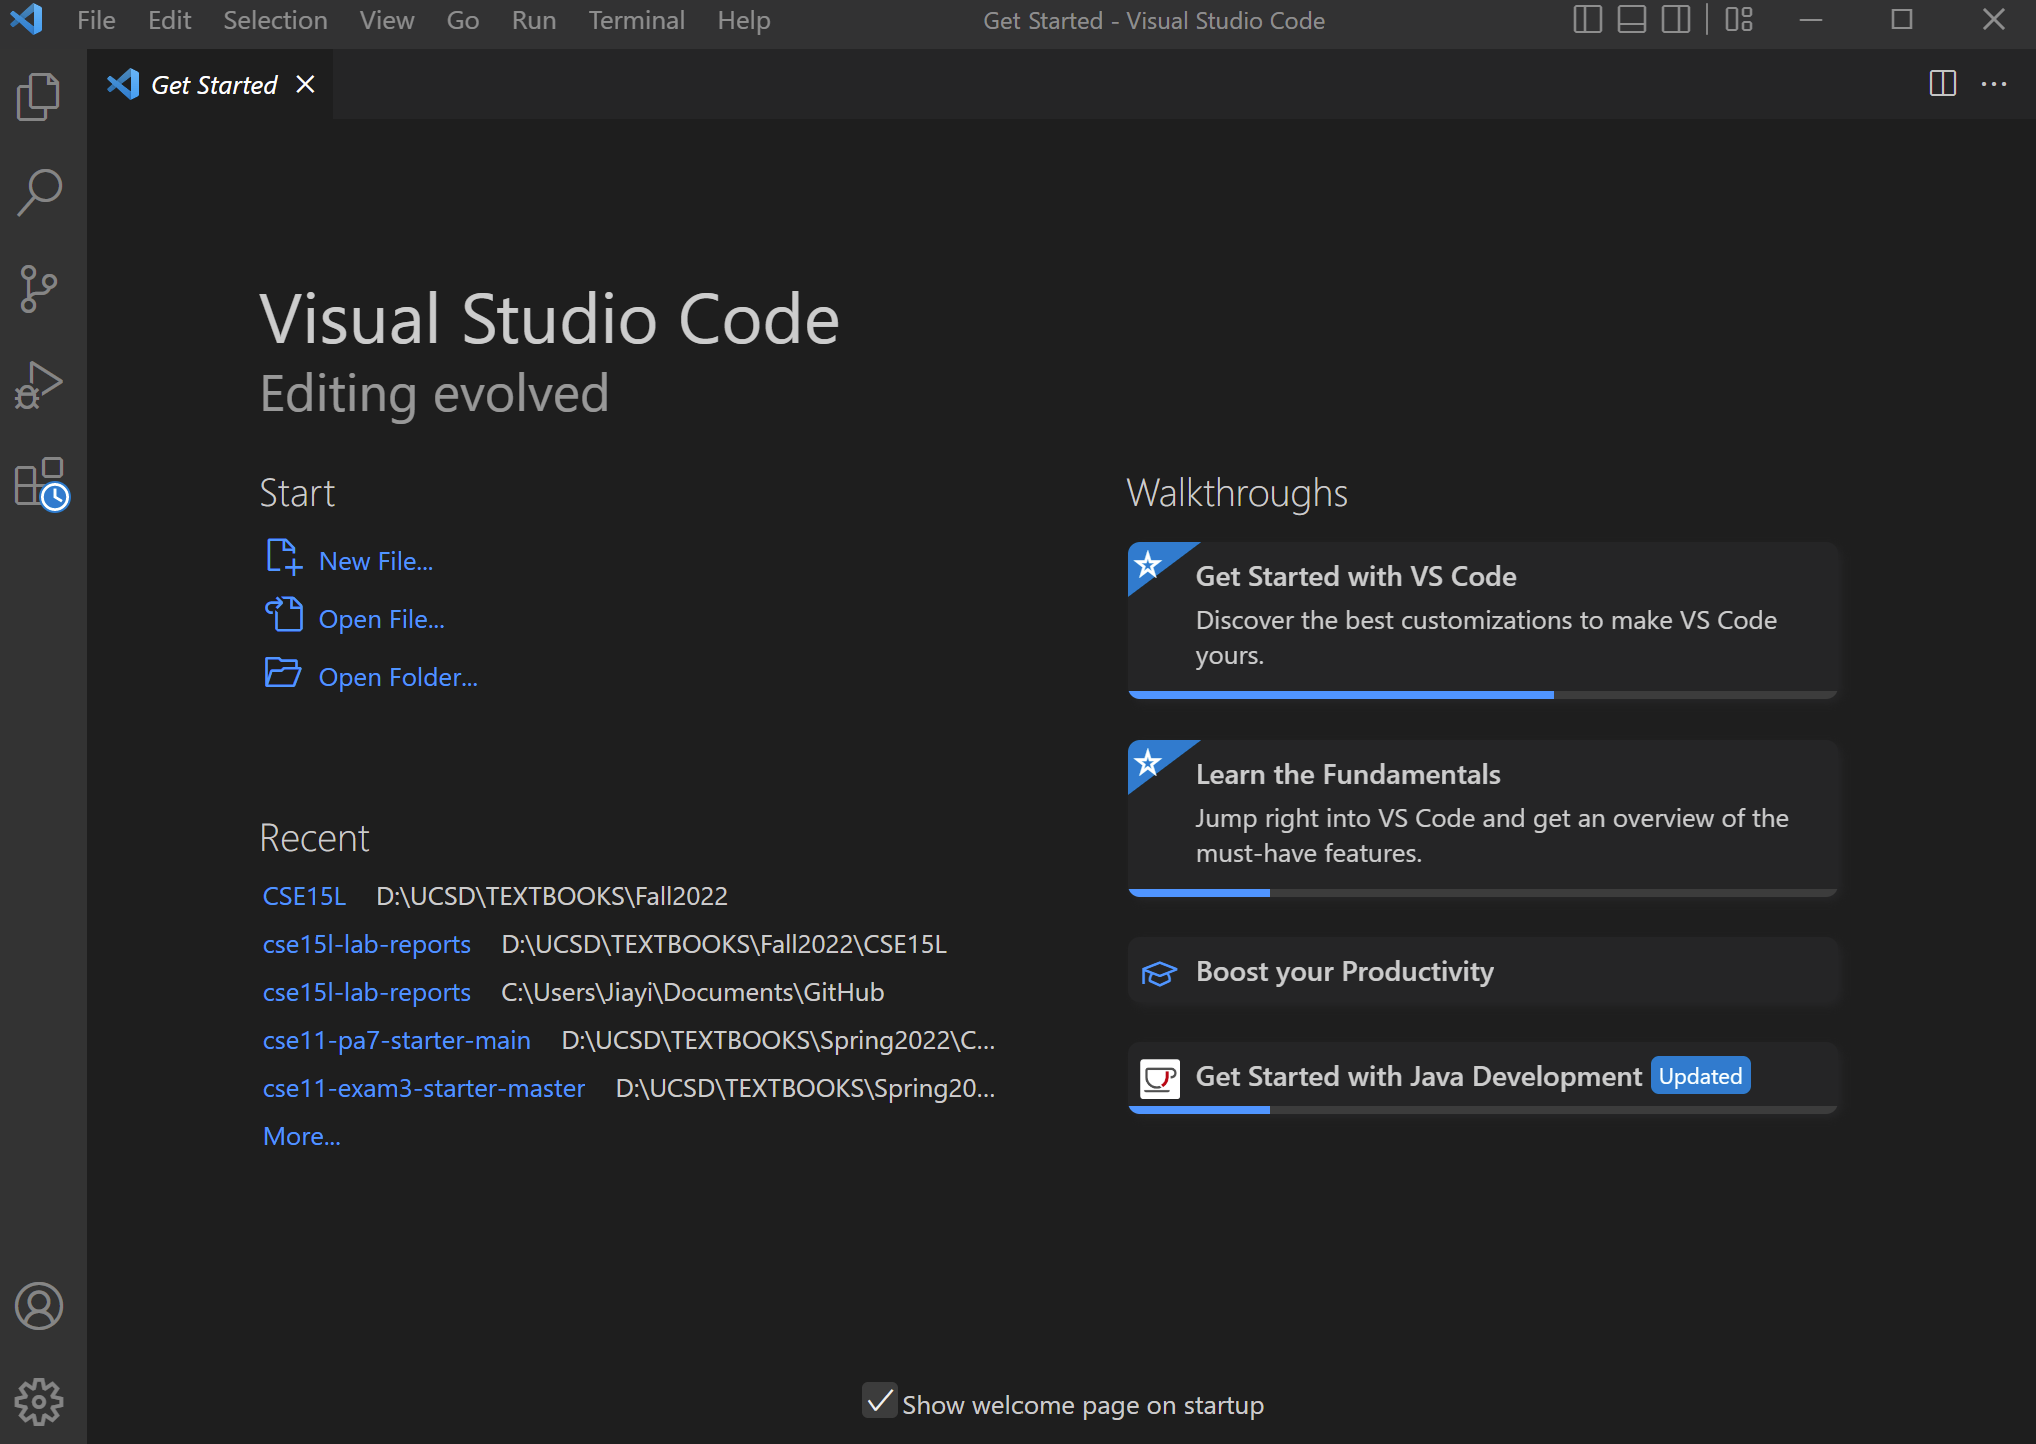 File Edit Selection View Go Run Terminal Help
Get Started - Visual Studio Code
Get Started
Visual Studio Code
Editing evolved
Start
New File...
Open File...
Open Folder...
Recent
CSE15L D:\UCSD\TEXTBOOKS\Fall2022
cse15l-lab-reports D:\UCSD\TEXTBOOKS\Fall2022\CSE15L
cse15l-lab-reports C:\Users\Jiayi\Documents\GitHub
cse11-pa7-starter-main D:\UCSD\TEXTBOOKS\Spring2022\C...
cse11-exam3-starter-master D:\UCSD\TEXTBOOKS\Spring20...
More...
Walkthroughs
Get Started with VS Code
Discover the best customizations to make VS Code
yours.
Learn the Fundamentals
Jump right into VS Code and get an overview of the
must-have features.
Boost your Productivity
Get Started with Java Development Updated
Show welcome page on startup